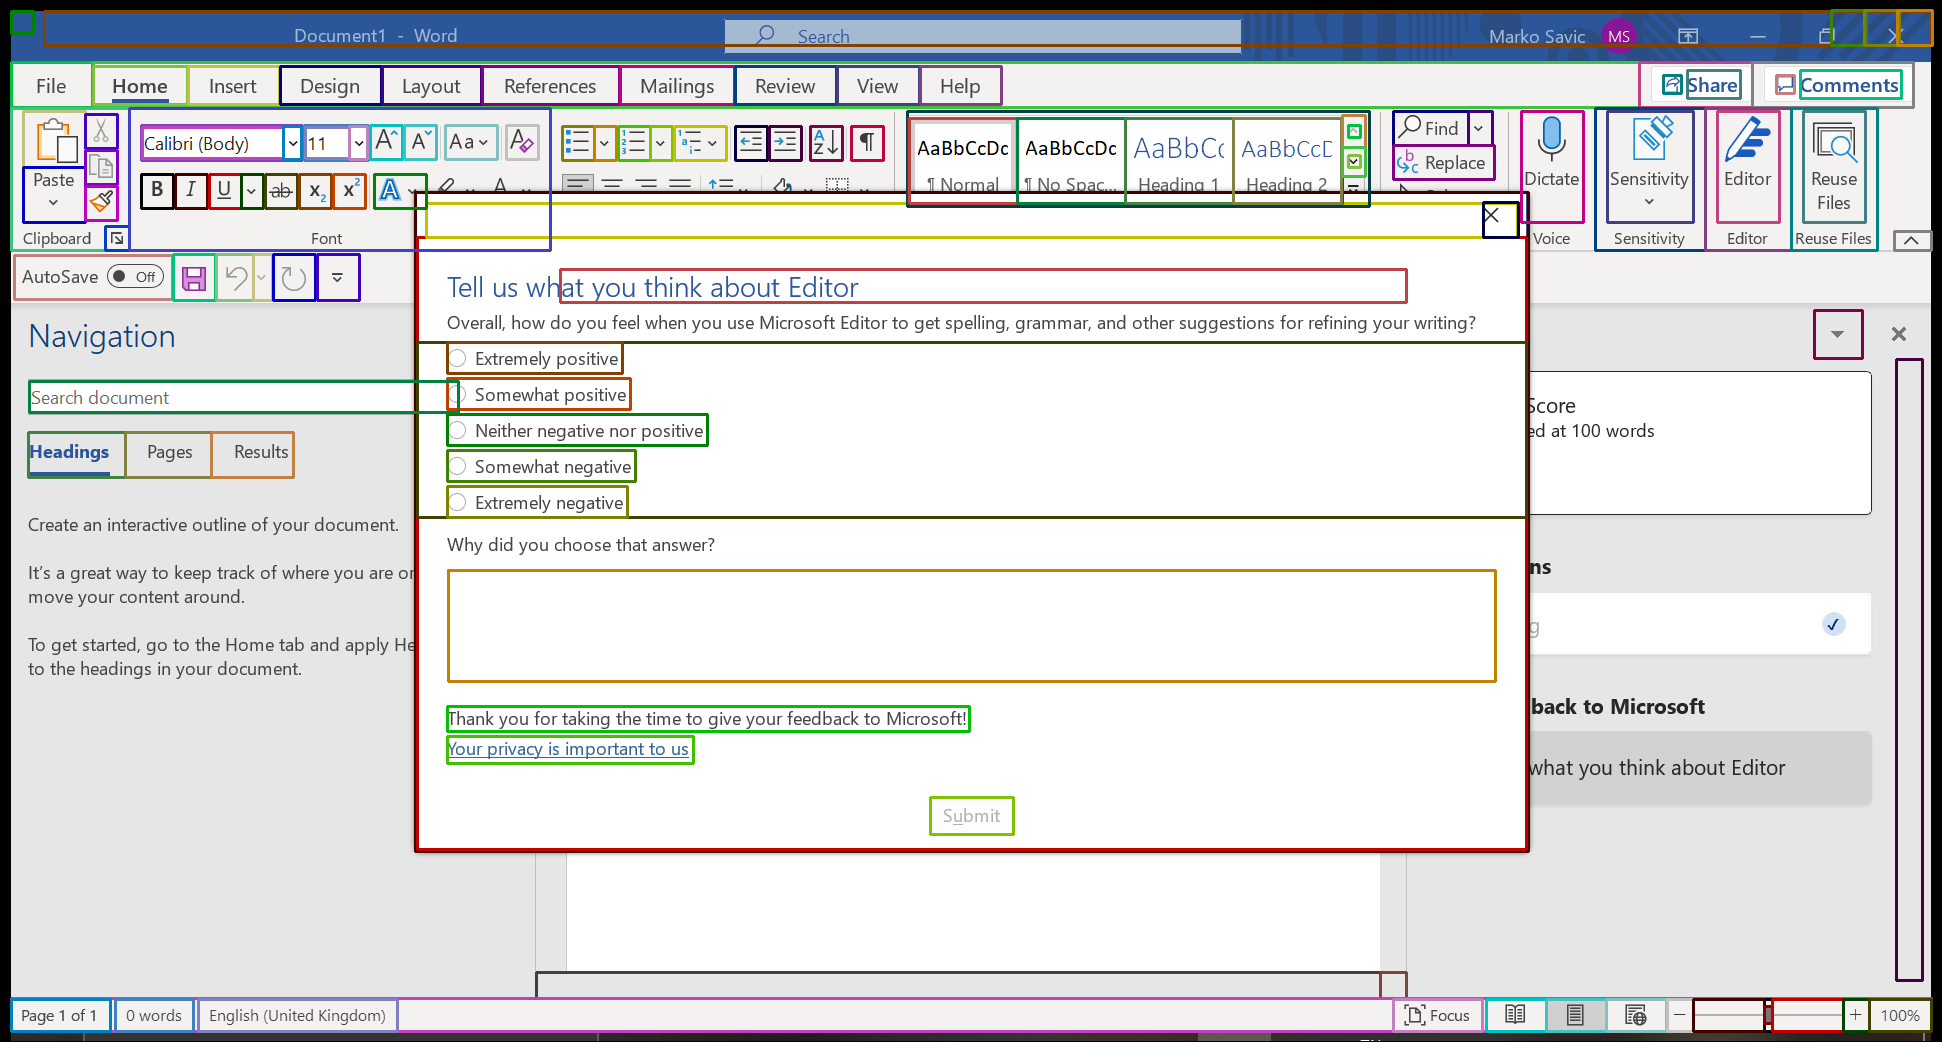 Document1 - Word
Search
Marko Savic
MS
File
Home
Insert
Design
Layout
References
Mailings
Review
View
Help
Share
Comments
Paste
Clipboard
Calibri (Body)
11
Aa
B I U ab x₂ x²
A
Font
AaBbCcDc
¶ Normal
AaBbCcDc
¶ No Spac...
AaBbCc
Heading 1
AaBbCcD
Heading 2
Find
Replace
Dictate
Voice
Sensitivity
Sensitivity
Editor
Editor
Reuse
Files
Reuse Files
AutoSave
Off
Navigation
Search document
Headings
Pages
Results
Create an interactive outline of your document.
It's a great way to keep track of where you are or
move your content around.
To get started, go to the Home tab and apply He
to the headings in your document.
Tell us what you think about Editor
Overall, how do you feel when you use Microsoft Editor to get spelling, grammar, and other suggestions for refining your writing?
Extremely positive
Somewhat positive
Neither negative nor positive
Somewhat negative
Extremely negative
Why did you choose that answer?
Thank you for taking the time to give your feedback to Microsoft!
Your privacy is important to us
Submit
Score
ed at 100 words
ns
g
back to Microsoft
what you think about Editor
Page 1 of 1
0 words
English (United Kingdom)
Focus
100%